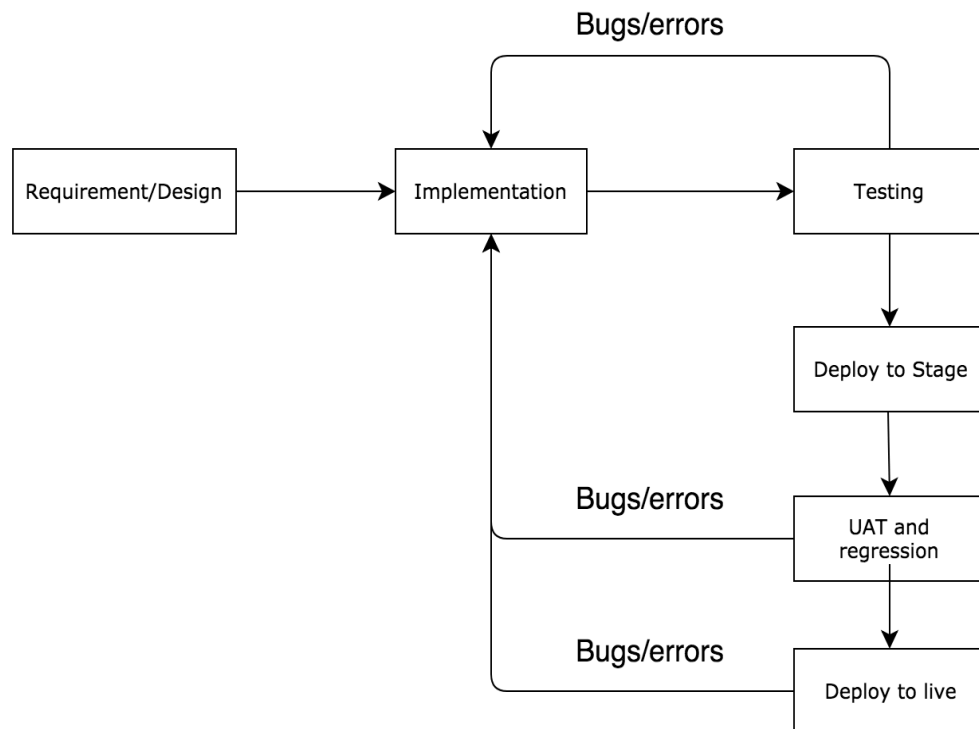 Bugs/errors
Requirement/Design
Implementation
Testing
Deploy to Stage
Bugs/errors
UAT and
regression
Bugs/errors
Deploy to live